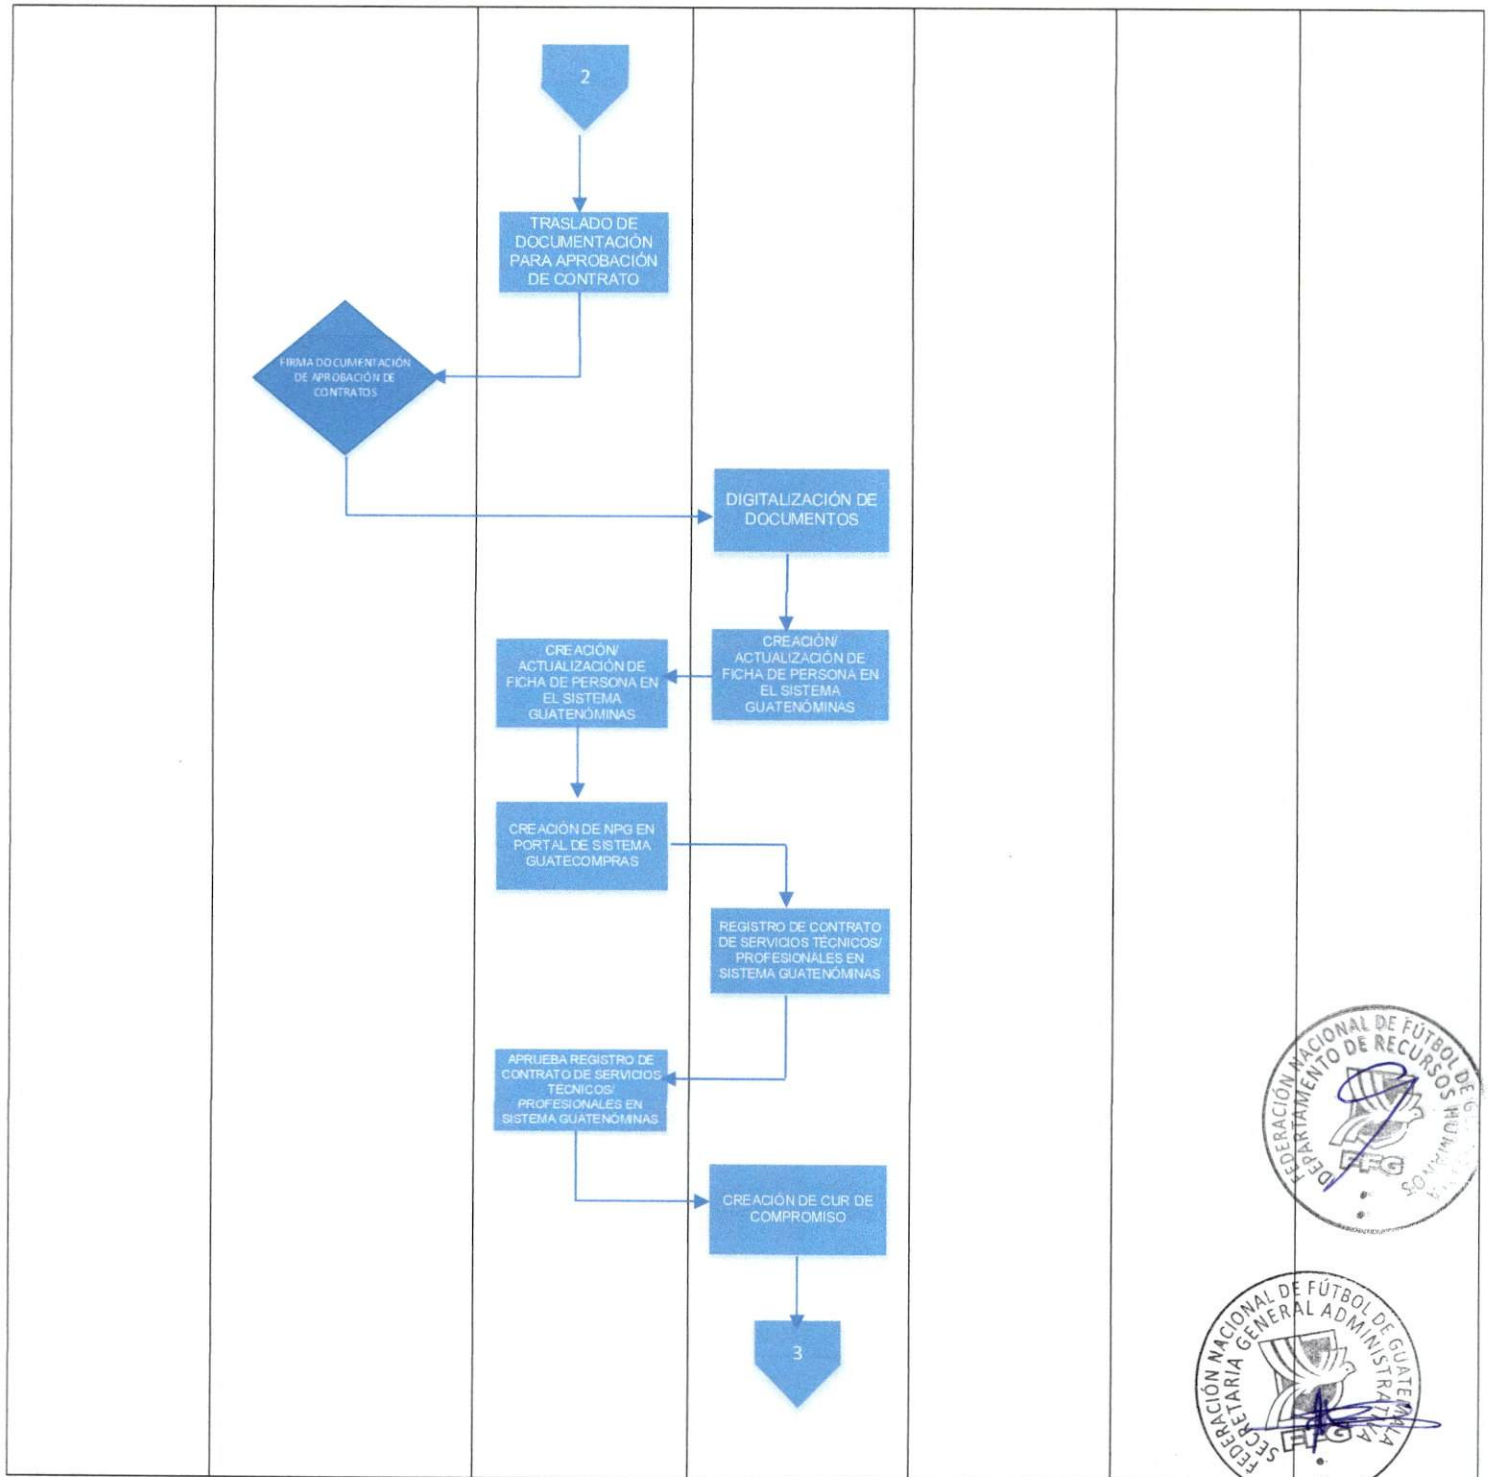 2
TRASLADO DE
DOCUMENTACIÓN
PARA APROBACIÓN
DE CONTRATO
FIRMA DOCUMENTACIÓN
DE APROBACIÓN DE
CONTRATOS
DIGITALIZACIÓN DE
DOCUMENTOS
CREACIÓN/
ACTUALIZACIÓN DE
FICHA DE PERSONA EN
EL SISTEMA
GUATENÓMINAS
CREACIÓN/
ACTUALIZACIÓN DE
FICHA DE PERSONA EN
EL SISTEMA
GUATENÓMINAS
CREACIÓN DE NPG EN
PORTAL DE SISTEMA
GUATECOMPRAS
REGISTRO DE CONTRATO
DE SERVICIOS TÉCNICOS/
PROFESIONALES EN
SISTEMA GUATENÓMINAS
APRUEBA REGISTRO DE
CONTRATO DE SERVICIOS
TÉCNICOS/
PROFESIONALES EN
SISTEMA GUATENÓMINAS
CREACIÓN DE CUR DE
COMPROMISO
3
FEDERACIÓN NACIONAL DE FÚTBOL DE
DEPARTAMENTO DE RECURSOS HUMANOS
FFG
FEDERACIÓN NACIONAL DE FÚTBOL DE GUATEMALA
SECRETARIA GENERAL ADMINISTRATIVA
FFG